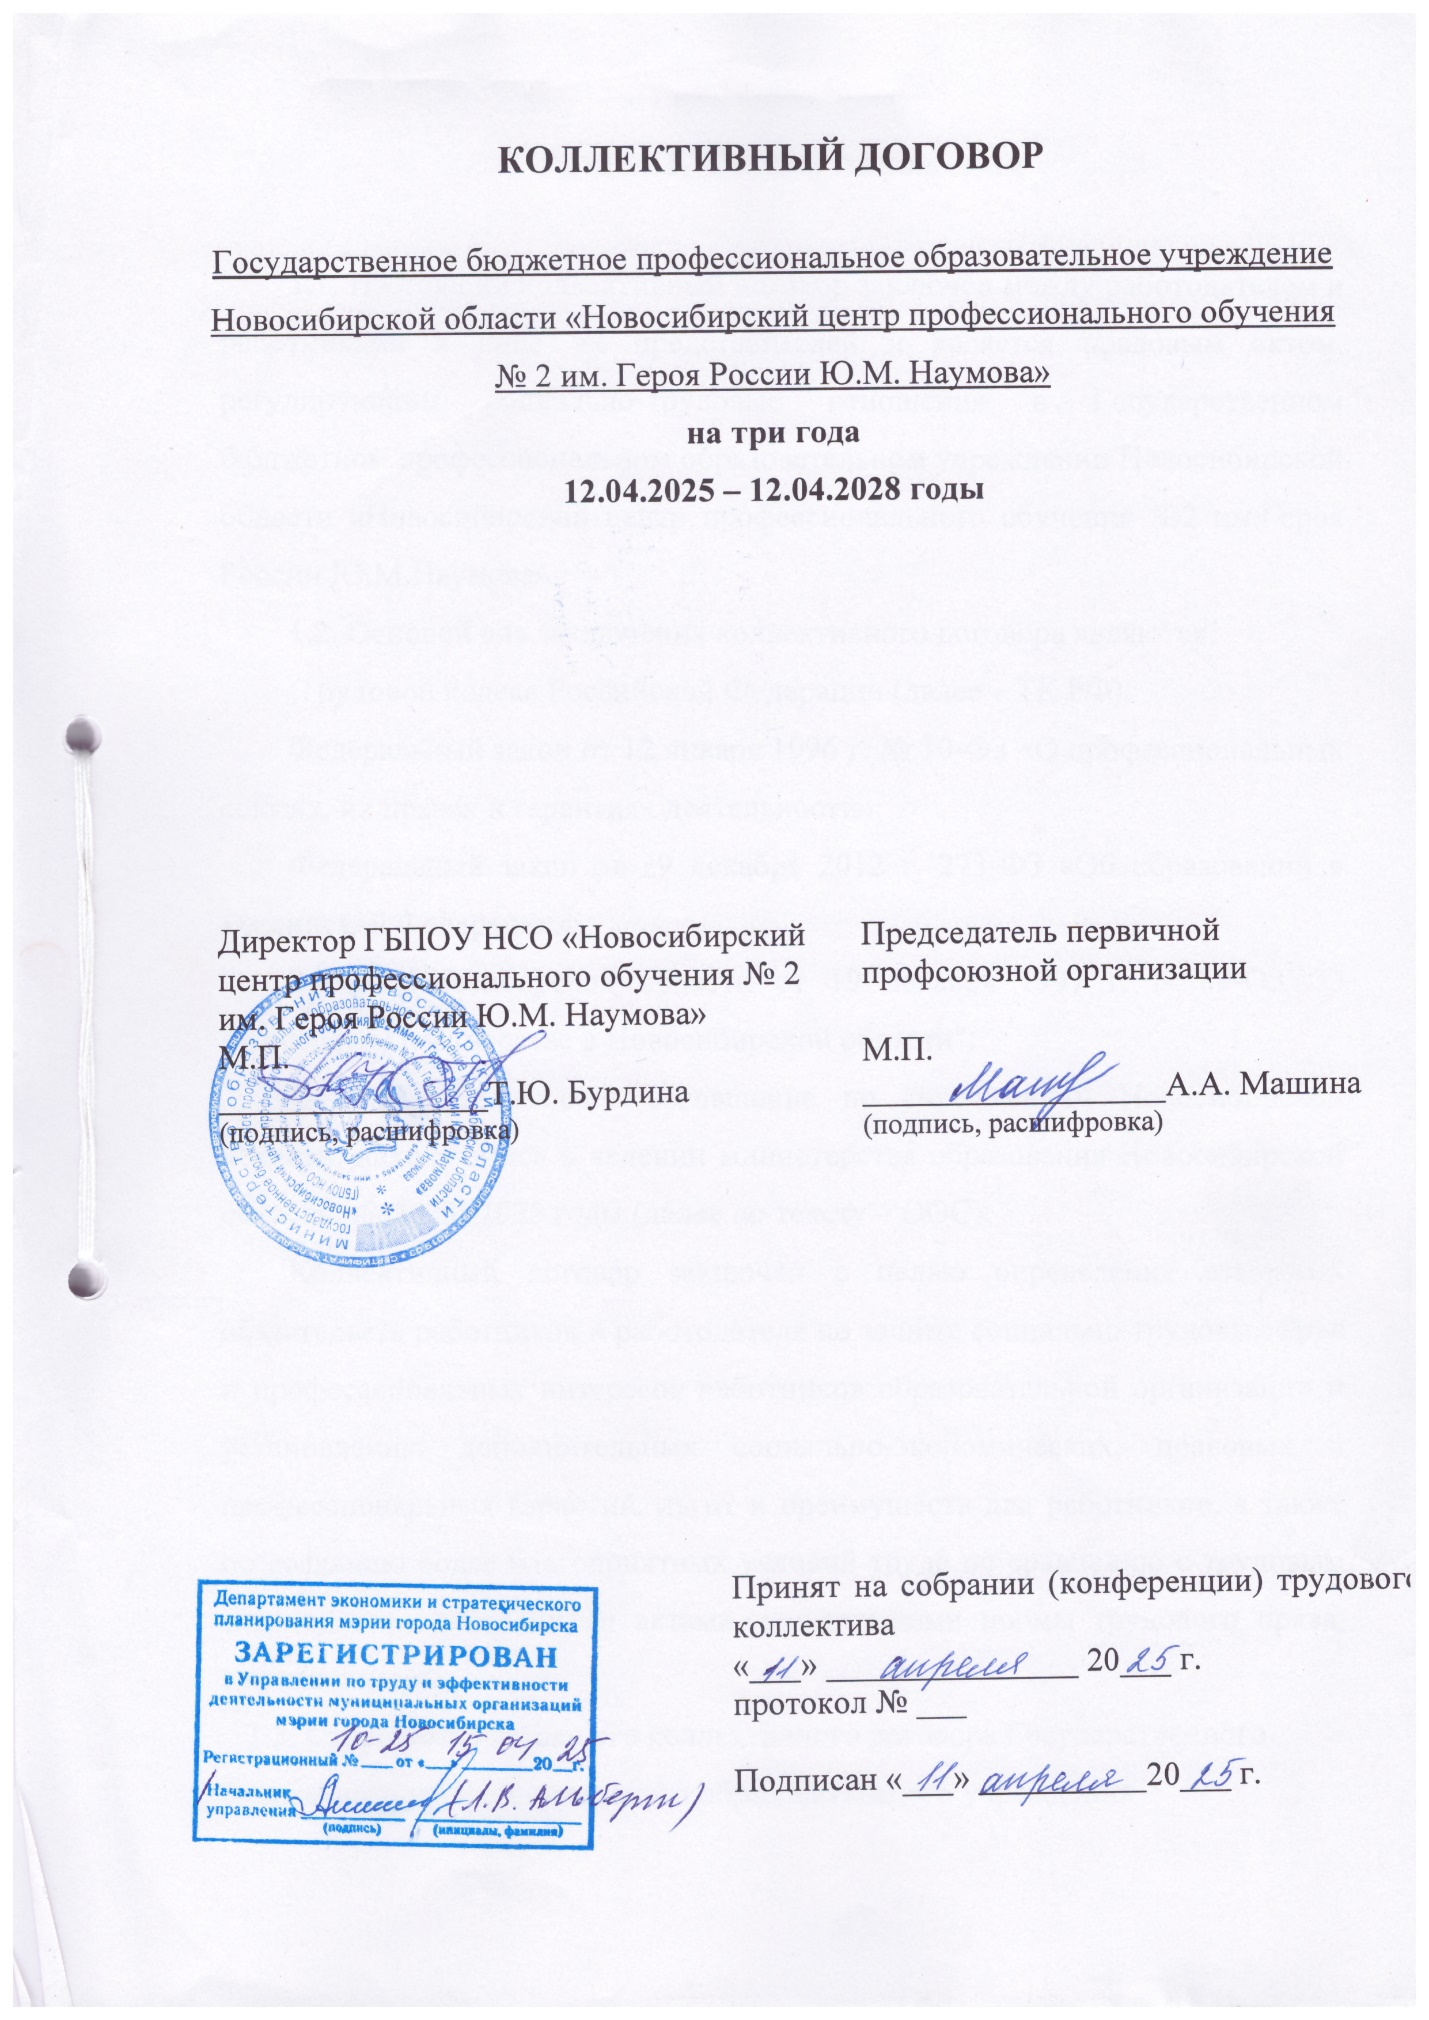 КОЛЛЕКТИВНЫЙ ДОГОВОР
Государственное бюджетное профессиональное образовательное учреждение
Новосибирской области «Новосибирский центр профессионального обучения
№ 2 им. Героя России Ю.М. Наумова»
на три года
12.04.2025 – 12.04.2028 годы
Директор ГБПОУ НСО «Новосибирский
центр профессионального обучения № 2
им. Героя России Ю.М. Наумова»
М.П.
Т.Ю. Бурдина
(подпись, расшифровка)
Председатель первичной
профсоюзной организации
М.П.
А.А. Машина
(подпись, расшифровка)
Департамент экономики и стратегического
планирования мэрии города Новосибирска
ЗАРЕГИСТРИРОВАН
в Управлении по труду и эффективности
деятельности муниципальных организаций
мэрии города Новосибирска
Регистрационный № 10-25 от «15» 04 2025г.
Начальник
управления (Л.В. Альберт)
(подпись) (инициалы, фамилия)
Принят на собрании (конференции) трудового
коллектива
«11» апреля 2025 г.
протокол № ___
Подписан «11» апреля 2025 г.